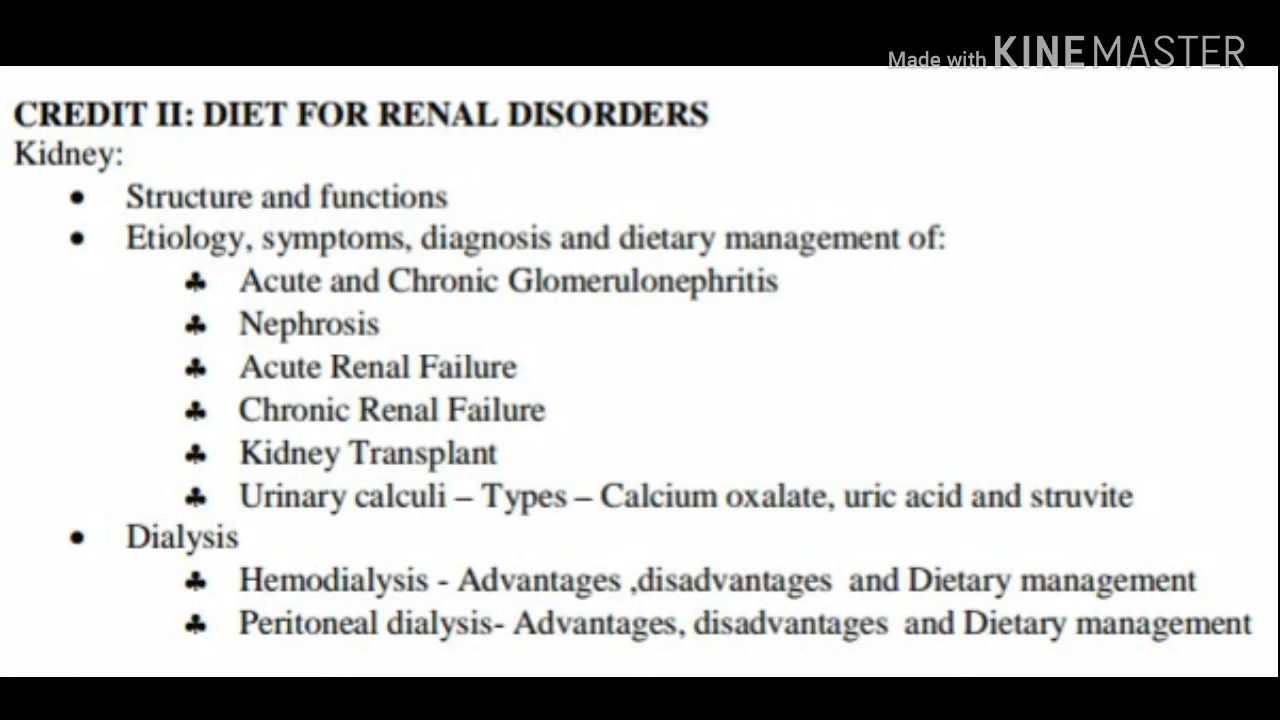 Made with KINEMASTER
CREDIT II: DIET FOR RENAL DISORDERS
Kidney:
• Structure and functions
• Etiology, symptoms, diagnosis and dietary management of:
♣ Acute and Chronic Glomerulonephritis
♣ Nephrosis
♣ Acute Renal Failure
♣ Chronic Renal Failure
♣ Kidney Transplant
♣ Urinary calculi – Types – Calcium oxalate, uric acid and struvite
• Dialysis
♣ Hemodialysis - Advantages ,disadvantages and Dietary management
♣ Peritoneal dialysis- Advantages, disadvantages and Dietary management